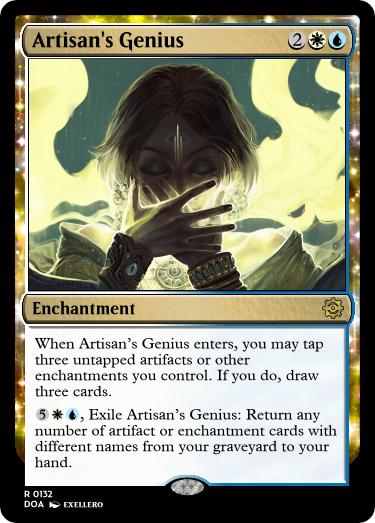 Artisan's Genius 2
Enchantment
When Artisan's Genius enters, you may tap
three untapped artifacts or other
enchantments you control. If you do, draw
three cards.
5, Exile Artisan's Genius: Return any
number of artifact or enchantment cards with
different names from your graveyard to your
hand.
R 0132
DOA EXELLERO